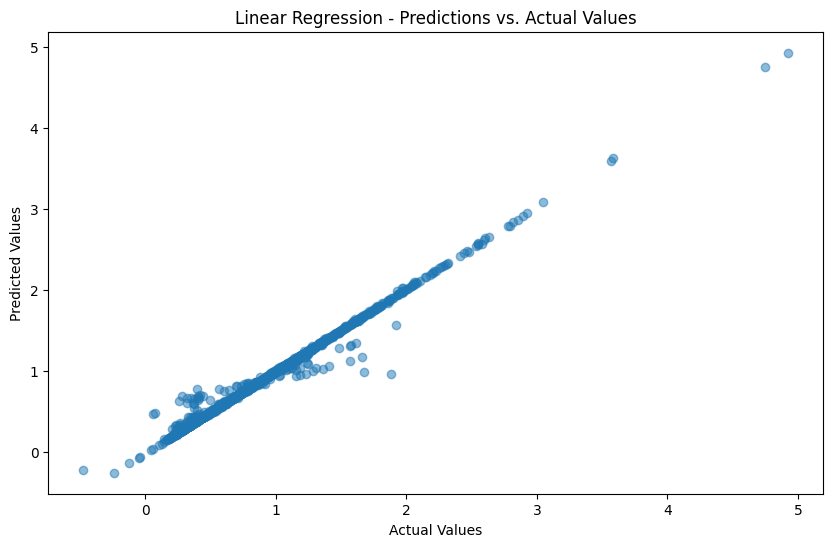 Linear Regression - Predictions vs. Actual Values
5
4
3
2
1
0
Predicted Values
0 1 2 3 4 5
Actual Values